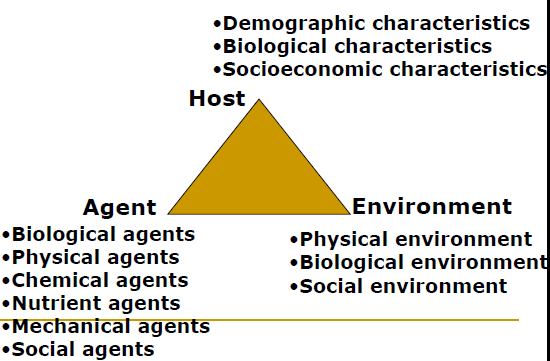 •Demographic characteristics
•Biological characteristics
•Socioeconomic characteristics
Host
Agent
•Biological agents
•Physical agents
•Chemical agents
•Nutrient agents
•Mechanical agents
•Social agents
Environment
•Physical environment
•Biological environment
•Social environment